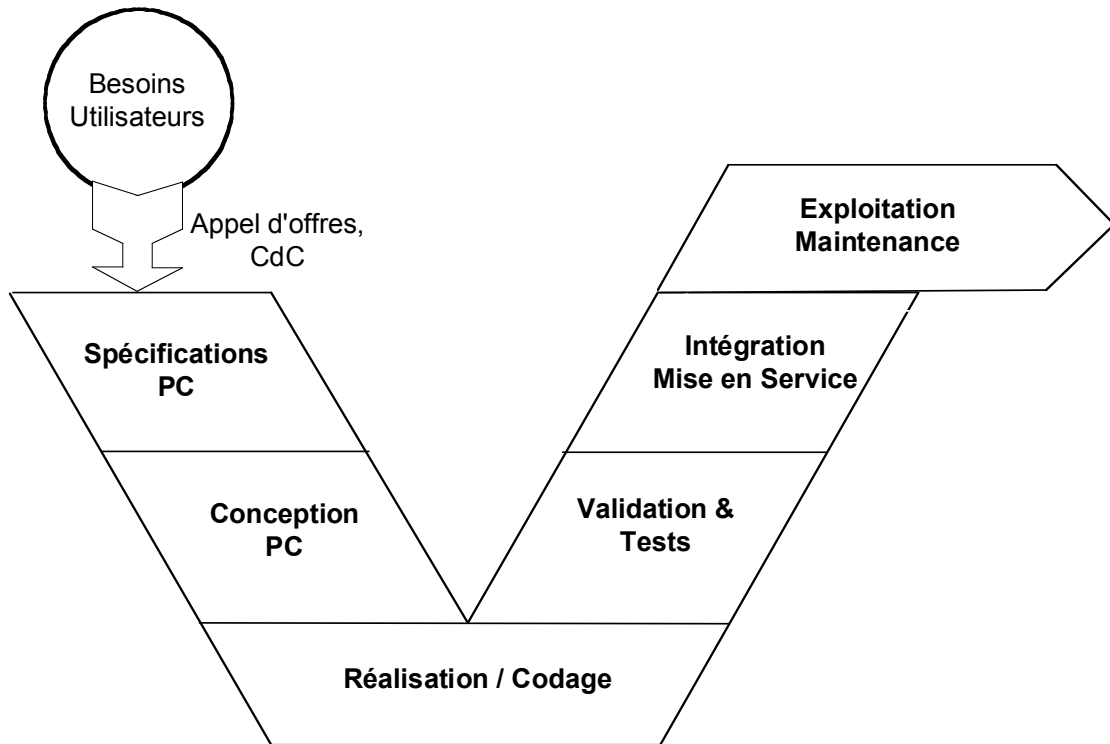 Besoins
Utilisateurs
Appel d'offres,
CdC
Spécifications
PC
Conception
PC
Réalisation / Codage
Validation &
Tests
Intégration
Mise en Service
Exploitation
Maintenance